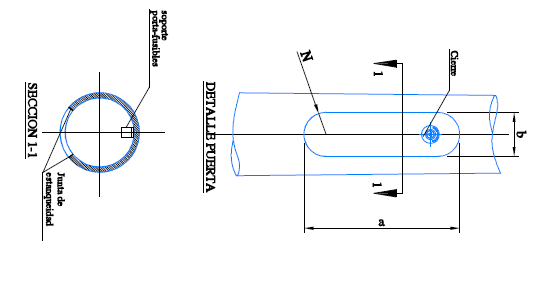 soporte
porta-fusibles
SECCION 1-1
Junta de
estanqueidad
DETALLE PUERTA
N
1
Cierre
b
1
a